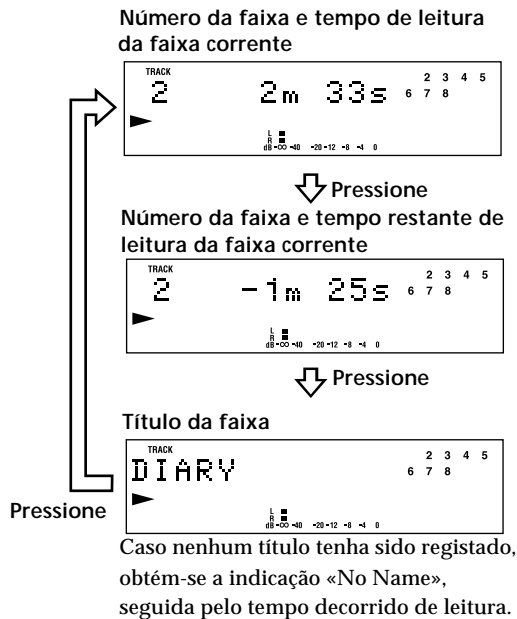 Número da faixa e tempo de leitura
da faixa corrente
TRACK
2 2m 33s 2 3 4 5
6 7 8
L
R
dB -∞ -40 -20 -12 -8 -4 0
Pressione
Número da faixa e tempo restante de
leitura da faixa corrente
TRACK
2 -1m 25s 2 3 4 5
6 7 8
L
R
dB -∞ -40 -20 -12 -8 -4 0
Pressione
Título da faixa
TRACK
DIARY 2 3 4 5
6 7 8
L
R
dB -∞ -40 -20 -12 -8 -4 0
Pressione
Caso nenhum título tenha sido registado,
obtém-se a indicação «No Name»,
seguida pelo tempo decorrido de leitura.